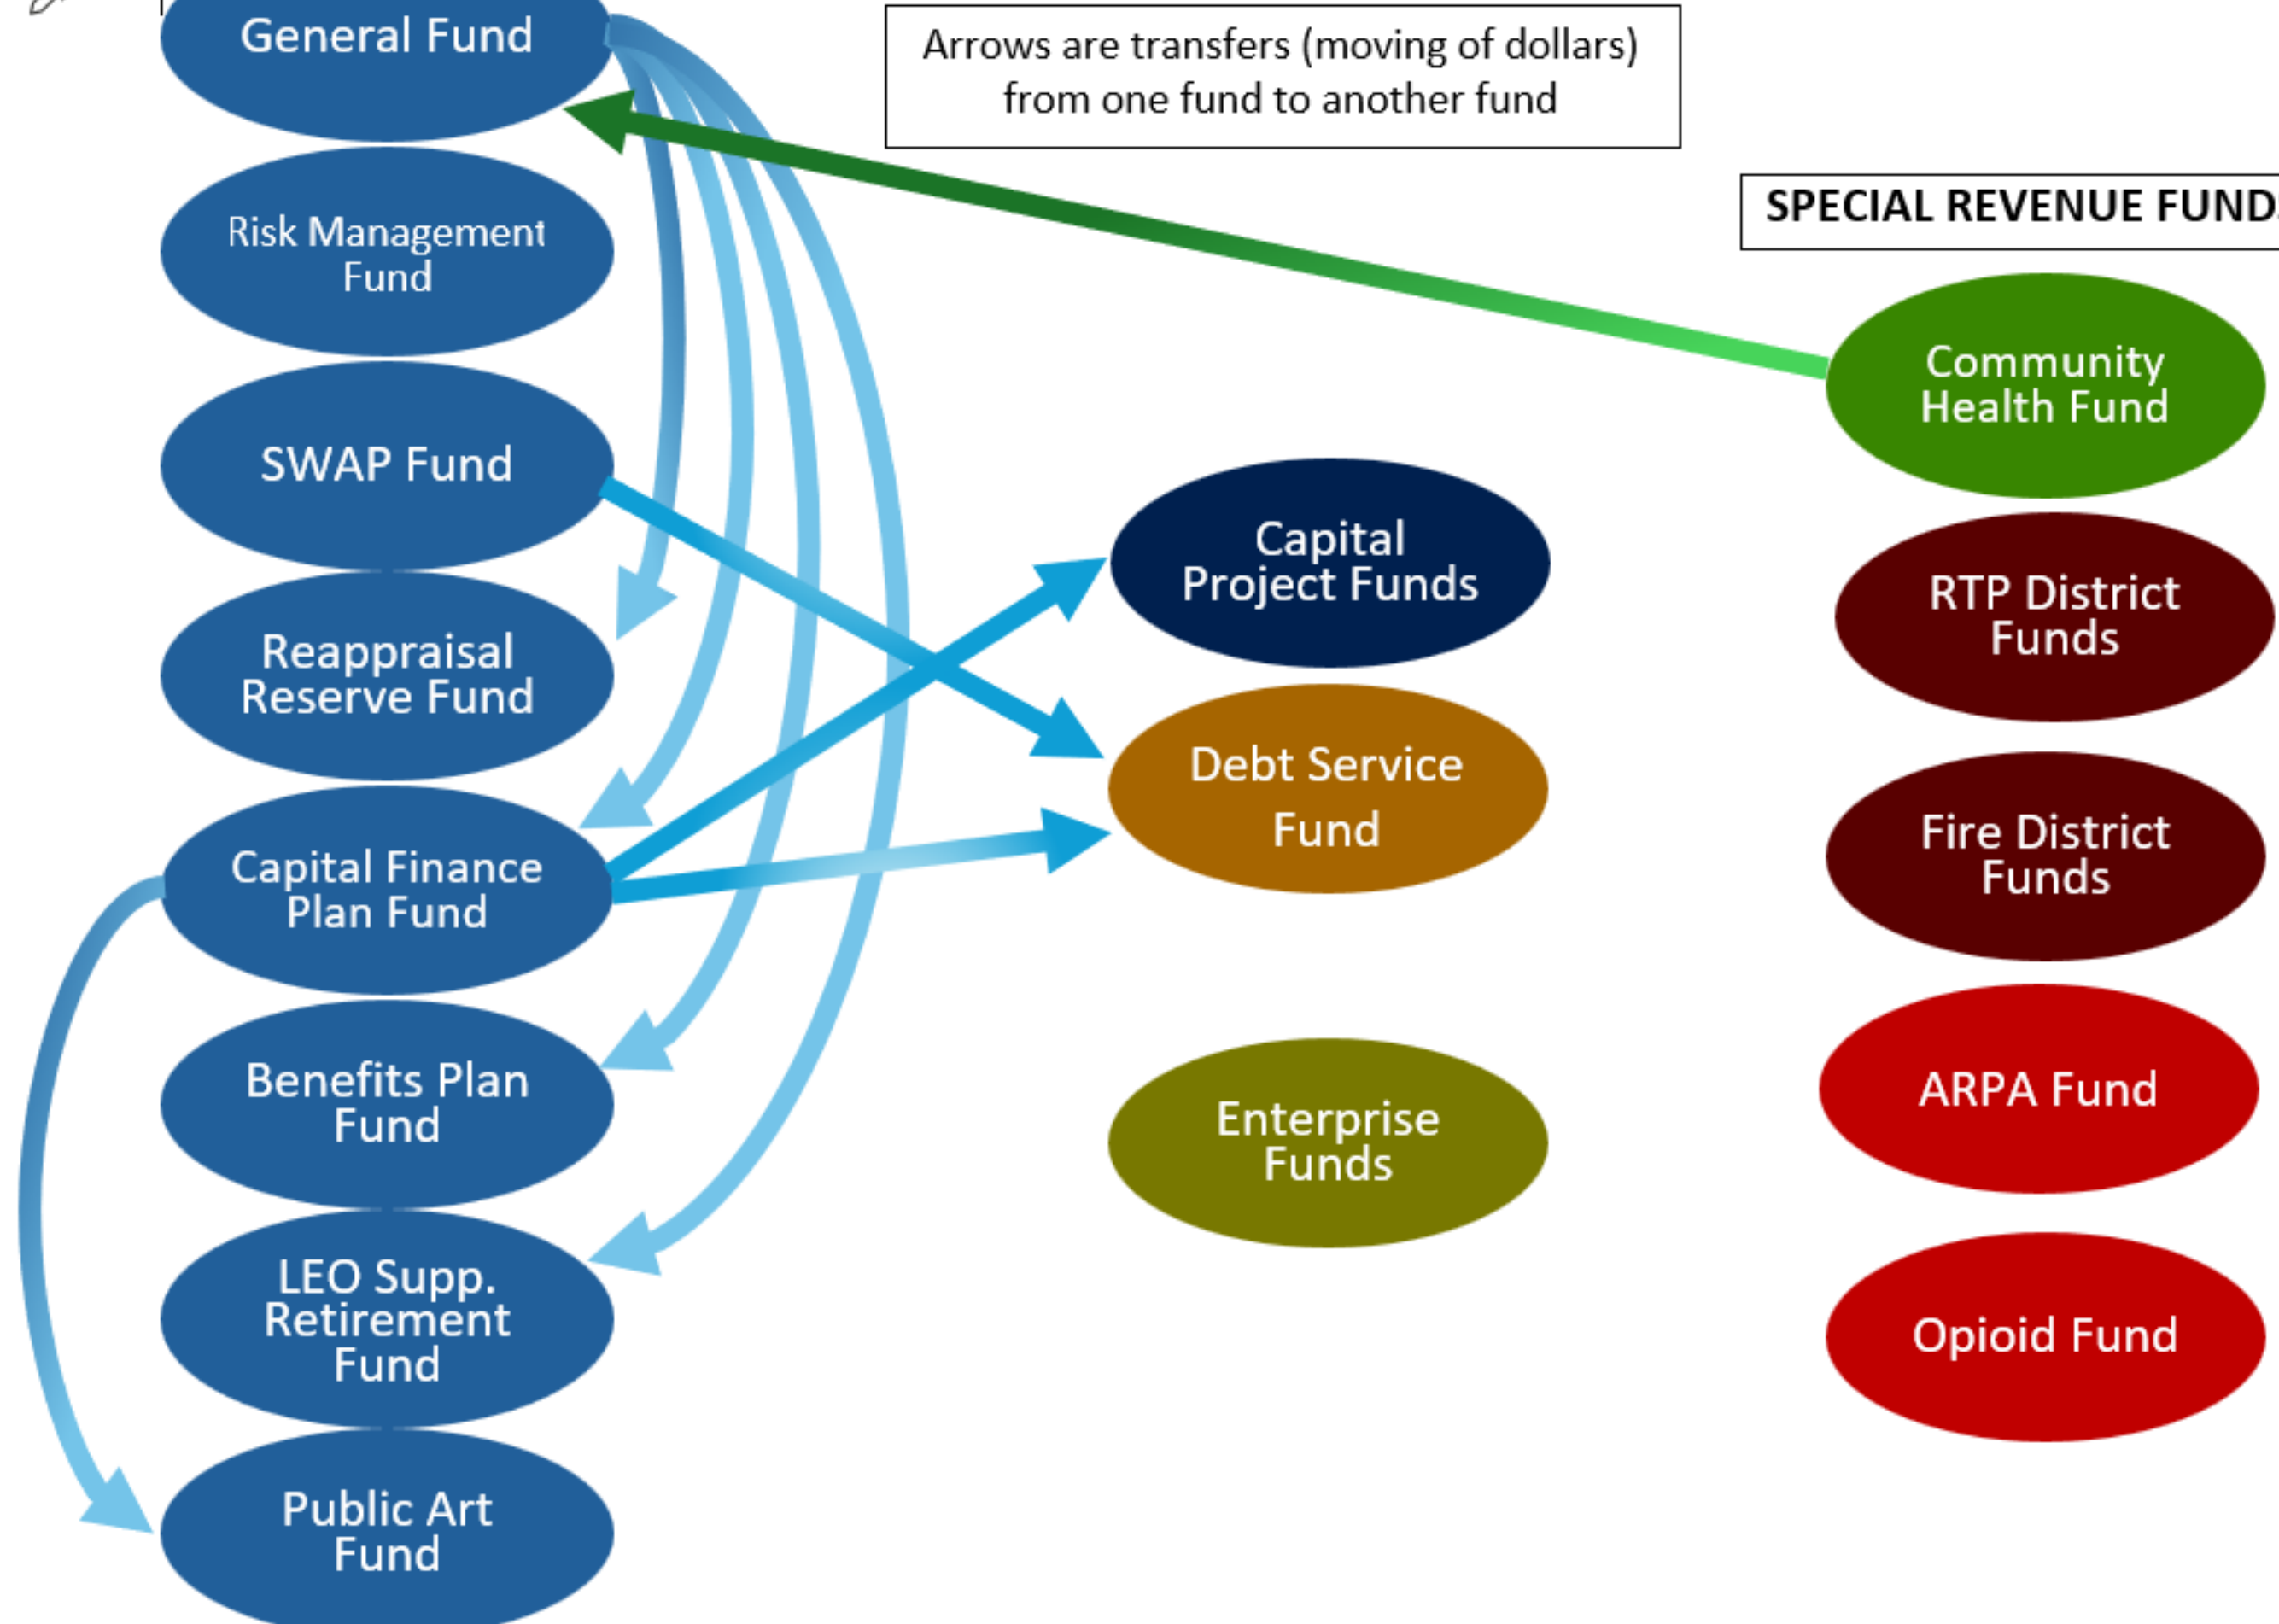 General Fund
Arrows are transfers (moving of dollars)
from one fund to another fund
SPECIAL REVENUE FUND
Risk Management
Fund
Community
Health Fund
SWAP Fund
Capital
Project Funds
RTP District
Funds
Reappraisal
Reserve Fund
Debt Service
Fund
Fire District
Funds
Capital Finance
Plan Fund
Benefits Plan
Fund
ARPA Fund
Enterprise
Funds
LEO Supp.
Retirement
Fund
Opioid Fund
Public Art
Fund